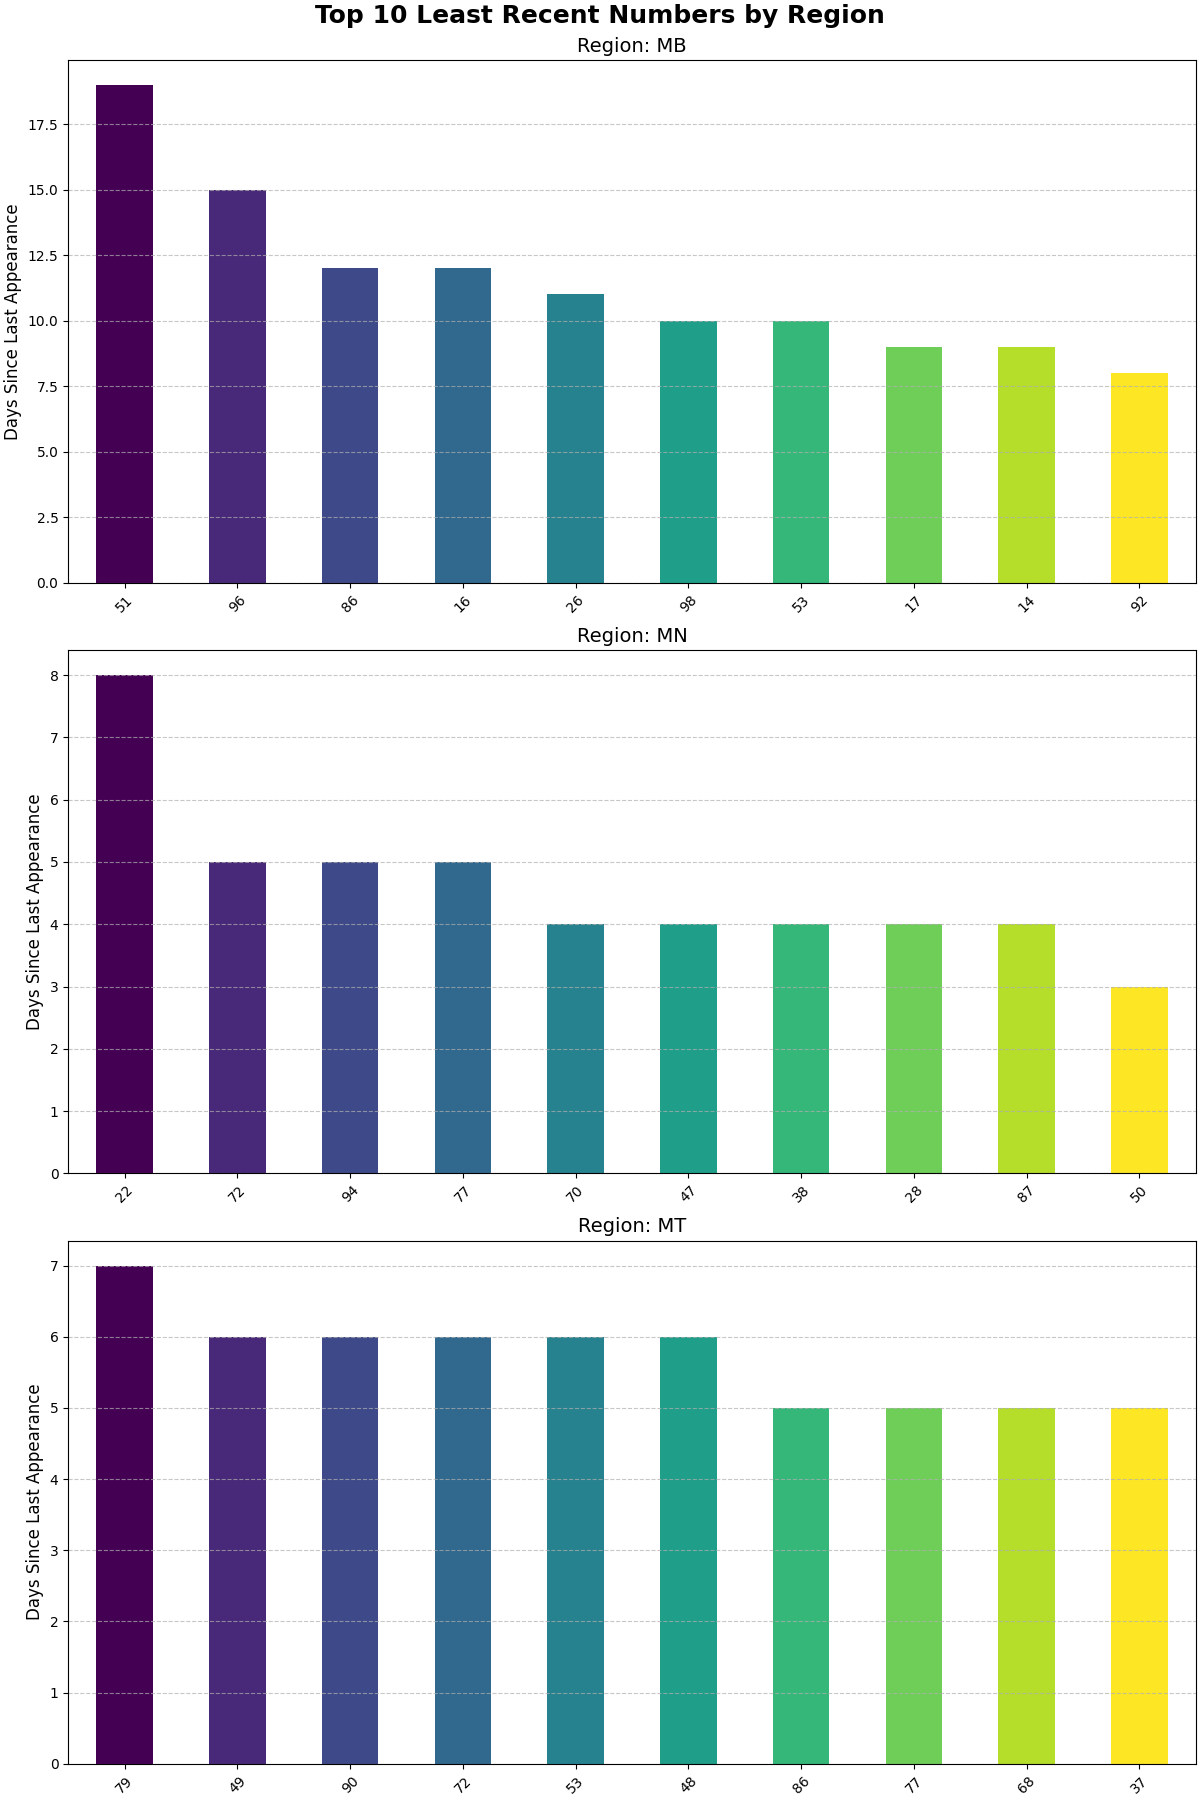 Top 10 Least Recent Numbers by Region
Region: MB
Days Since Last Appearance
17.5
15.0
12.5
10.0
7.5
5.0
2.5
0.0
51 96 86 16 26 98 53 17 14 92
Region: MN
Days Since Last Appearance
8
7
6
5
4
3
2
1
0
22 72 94 77 70 47 38 28 87 50
Region: MT
Days Since Last Appearance
7
6
5
4
3
2
1
0
79 49 90 72 53 48 86 77 68 37